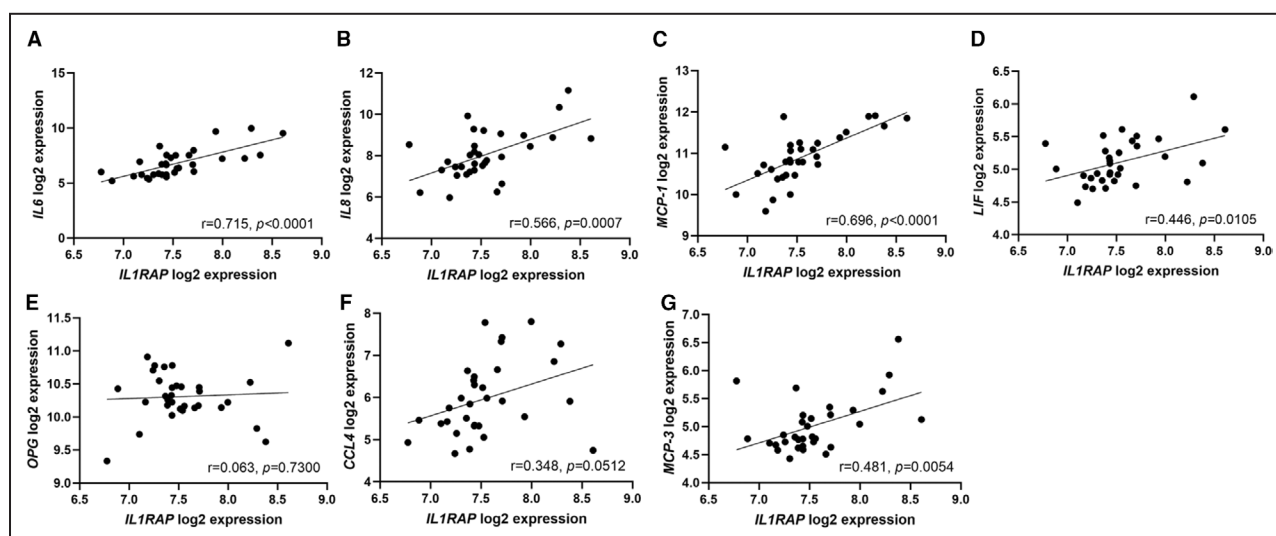 A
IL6 log2 expression
15
10
5
0
6.5 7.0 7.5 8.0 8.5 9.0
IL1RAP log2 expression
r=0.715, p<0.0001
B
IL8 log2 expression
12
10
8
6
4
6.5 7.0 7.5 8.0 8.5 9.0
IL1RAP log2 expression
r=0.566, p=0.0007
C
MCP-1 log2 expression
13
12
11
10
9
6.5 7.0 7.5 8.0 8.5 9.0
IL1RAP log2 expression
r=0.696, p<0.0001
D
LIF log2 expression
6.5
6.0
5.5
5.0
4.5
4.0
6.5 7.0 7.5 8.0 8.5 9.0
IL1RAP log2 expression
r=0.446, p=0.0105
E
OPG log2 expression
11.5
11.0
10.5
10.0
9.5
9.0
6.5 7.0 7.5 8.0 8.5 9.0
IL1RAP log2 expression
r=0.063, p=0.7300
F
CCL4 log2 expression
8
7
6
5
4
6.5 7.0 7.5 8.0 8.5 9.0
IL1RAP log2 expression
r=0.348, p=0.0512
G
MCP-3 log2 expression
7.0
6.5
6.0
5.5
5.0
4.5
4.0
6.5 7.0 7.5 8.0 8.5 9.0
IL1RAP log2 expression
r=0.481, p=0.0054